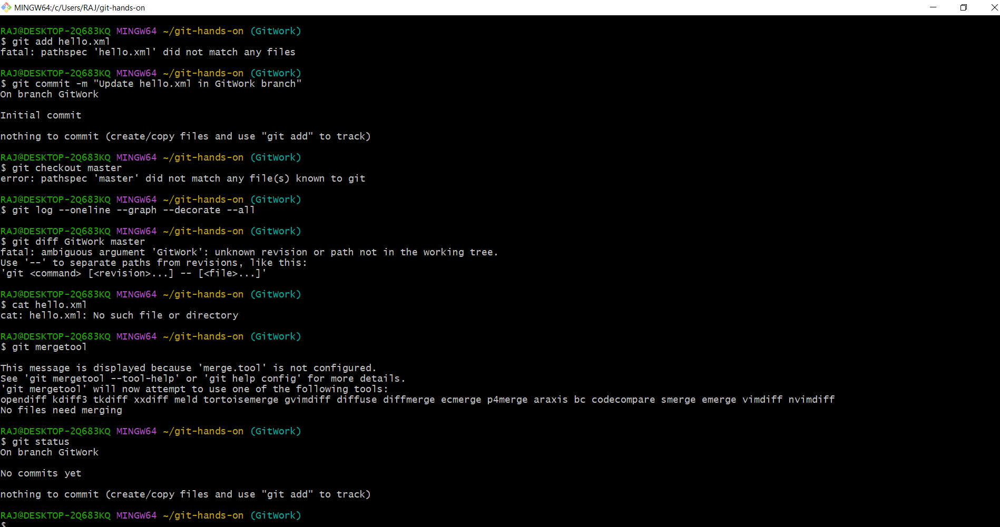 MINGW64:/c/Users/RAJ/git-hands-on
RAJ@DESKTOP-2Q683KQ MINGW64 ~/git-hands-on (GitWork)
$ git add hello.xml
fatal: pathspec 'hello.xml' did not match any files
RAJ@DESKTOP-2Q683KQ MINGW64 ~/git-hands-on (GitWork)
$ git commit -m "Update hello.xml in GitWork branch"
On branch GitWork
Initial commit
nothing to commit (create/copy files and use "git add" to track)
RAJ@DESKTOP-2Q683KQ MINGW64 ~/git-hands-on (GitWork)
$ git checkout master
error: pathspec 'master' did not match any file(s) known to git
RAJ@DESKTOP-2Q683KQ MINGW64 ~/git-hands-on (GitWork)
$ git log --oneline --graph --decorate --all
RAJ@DESKTOP-2Q683KQ MINGW64 ~/git-hands-on (GitWork)
$ git diff GitWork master
fatal: ambiguous argument 'GitWork': unknown revision or path not in the working tree.
Use '--' to separate paths from revisions, like this:
'git <command> [<revision>...] -- [<file>...]'
RAJ@DESKTOP-2Q683KQ MINGW64 ~/git-hands-on (GitWork)
$ cat hello.xml
cat: hello.xml: No such file or directory
RAJ@DESKTOP-2Q683KQ MINGW64 ~/git-hands-on (GitWork)
$ git mergetool
This message is displayed because 'merge.tool' is not configured.
See 'git mergetool --tool-help' or 'git help config' for more details.
'git mergetool' will now attempt to use one of the following tools:
opendiff kdiff3 tkdiff xxdiff meld tortoisemerge gvimdiff diffuse diffmerge ecmerge p4merge araxis bc codecompare smerge emerge vimdiff nvimdiff
No files need merging
RAJ@DESKTOP-2Q683KQ MINGW64 ~/git-hands-on (GitWork)
$ git status
On branch GitWork
No commits yet
nothing to commit (create/copy files and use "git add" to track)
RAJ@DESKTOP-2Q683KQ MINGW64 ~/git-hands-on (GitWork)
$